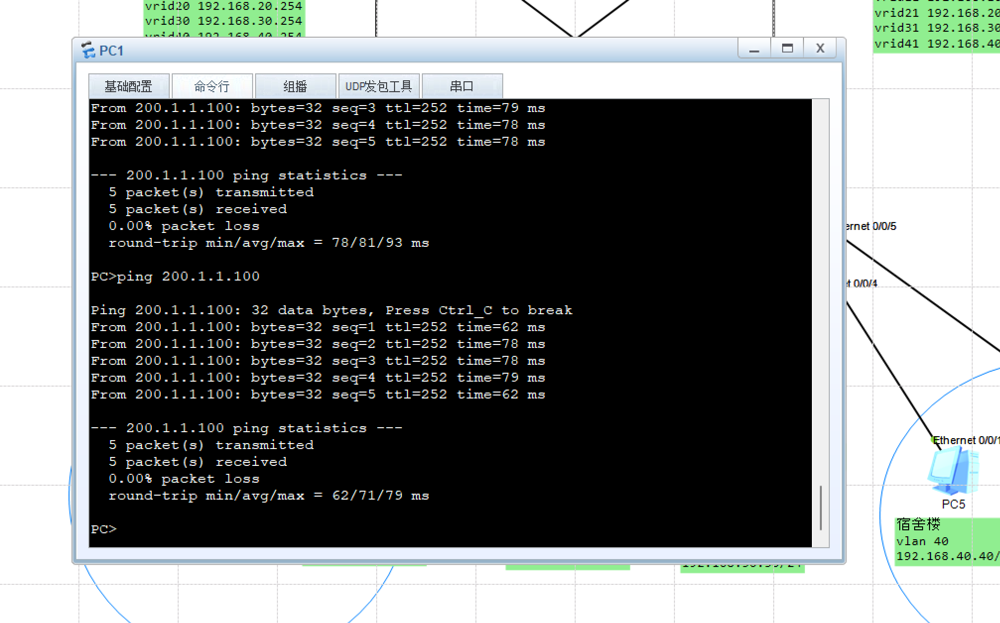 vrid20 192.168.20.254
vrid30 192.168.30.254
vrid40 192.168.40.254
vrid21 192.168.20
vrid31 192.168.30
vrid41 192.168.40
PC1
基础配置 命令行 组播 UDP发包工具 串口
From 200.1.1.100: bytes=32 seq=3 ttl=252 time=79 ms
From 200.1.1.100: bytes=32 seq=4 ttl=252 time=78 ms
From 200.1.1.100: bytes=32 seq=5 ttl=252 time=78 ms
--- 200.1.1.100 ping statistics ---
5 packet(s) transmitted
5 packet(s) received
0.00% packet loss
round-trip min/avg/max = 78/81/93 ms
PC>ping 200.1.1.100
Ping 200.1.1.100: 32 data bytes, Press Ctrl_C to break
From 200.1.1.100: bytes=32 seq=1 ttl=252 time=62 ms
From 200.1.1.100: bytes=32 seq=2 ttl=252 time=78 ms
From 200.1.1.100: bytes=32 seq=3 ttl=252 time=78 ms
From 200.1.1.100: bytes=32 seq=4 ttl=252 time=79 ms
From 200.1.1.100: bytes=32 seq=5 ttl=252 time=62 ms
--- 200.1.1.100 ping statistics ---
5 packet(s) transmitted
5 packet(s) received
0.00% packet loss
round-trip min/avg/max = 62/71/79 ms
PC>
ernet 0/0/5
t 0/0/4
Ethernet 0/0/1
PC5
宿舍楼
vlan 40
192.168.40.40/